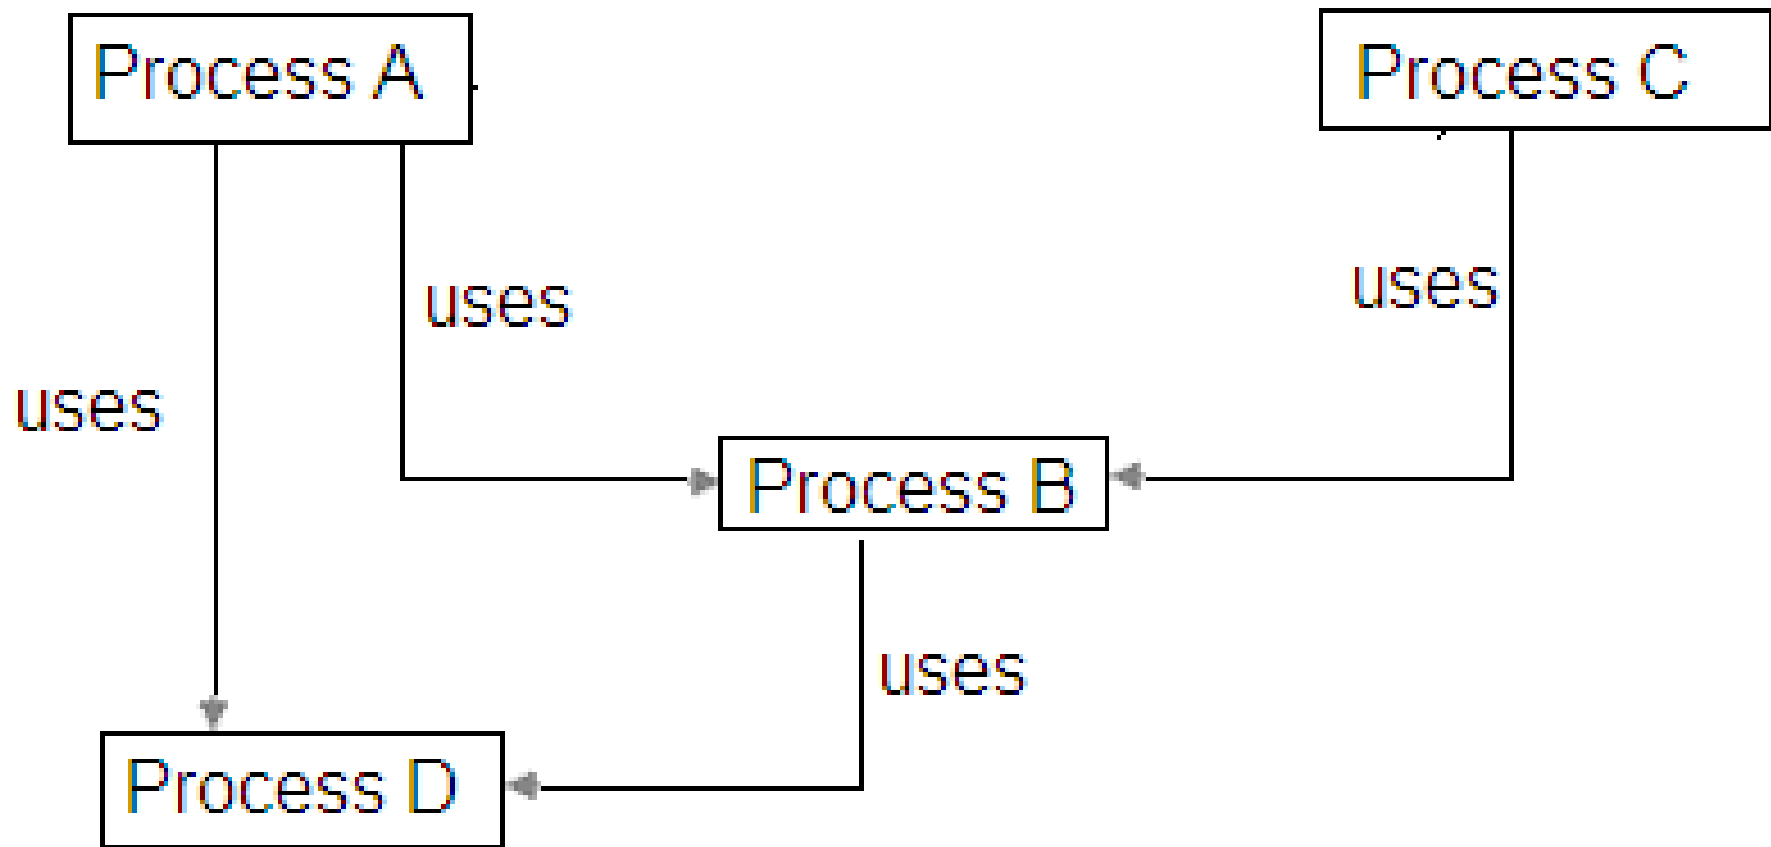 Process A
Process C
uses
uses
uses
Process B
uses
Process D